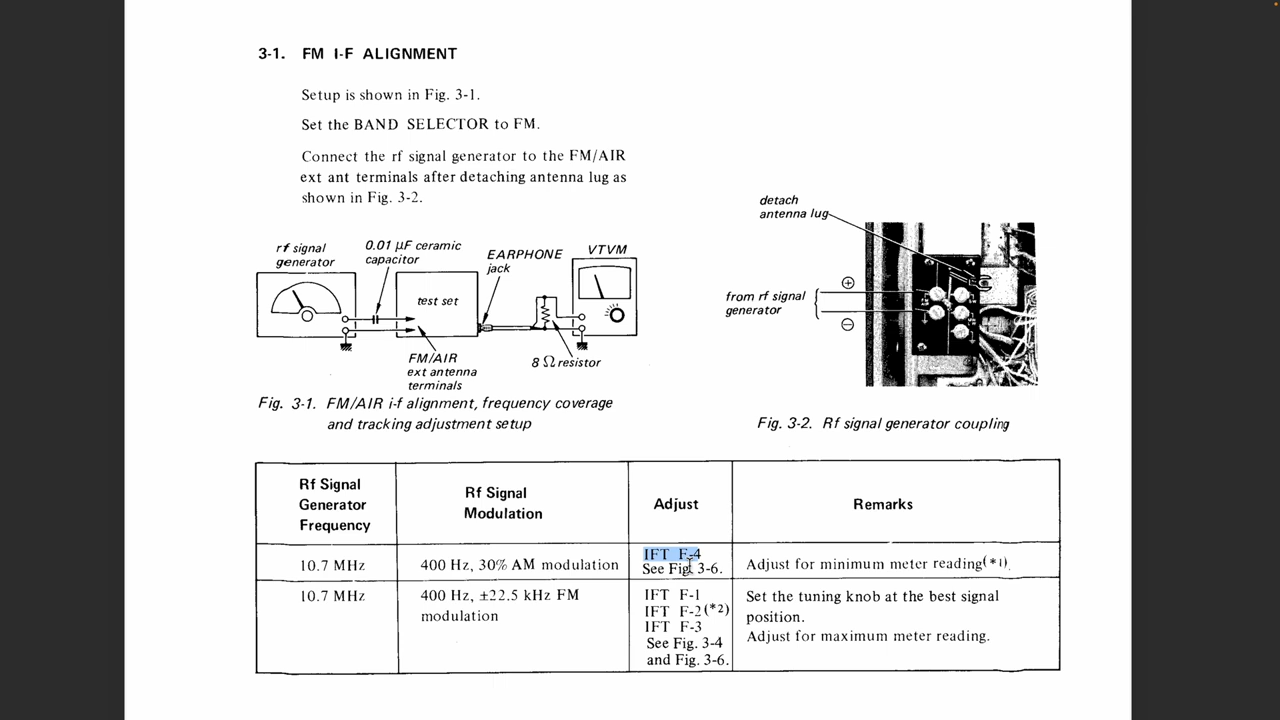 3-1. FM I-F ALIGNMENT
Setup is shown in Fig. 3-1.
Set the BAND SELECTOR to FM.
Connect the rf signal generator to the FM/AIR
ext ant terminals after detaching antenna lug as
shown in Fig. 3-2.
rf signal
generator
0.01 µF ceramic
capacitor
EARPHONE
jack
VTVM
test set
FM/AIR
ext antenna
terminals
8 Ω resistor
Fig. 3-1. FM/AIR i-f alignment, frequency coverage
and tracking adjustment setup
detach
antenna lug
from rf signal
generator
⊕
⊖
Fig. 3-2. Rf signal generator coupling
Rf Signal
Generator
Frequency
Rf Signal
Modulation
Adjust
Remarks
10.7 MHz
400 Hz, 30% AM modulation
IFT F-4
See Fig. 3-6.
Adjust for minimum meter reading(*1).
10.7 MHz
400 Hz, ±22.5 kHz FM
modulation
IFT F-1
IFT F-2(*2)
IFT F-3
See Fig. 3-4
and Fig. 3-6.
Set the tuning knob at the best signal
position.
Adjust for maximum meter reading.